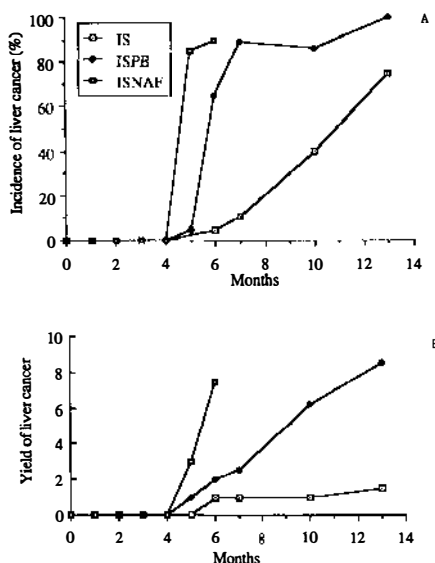 A
IS
ISPB
ISNAF
Incidence of liver cancer (%)
100
80
60
40
20
0
0 2 4 6 8 10 12 14
Months
B
Yield of liver cancer
10
8
6
4
2
0
0 2 4 6 8 10 12 14
Months